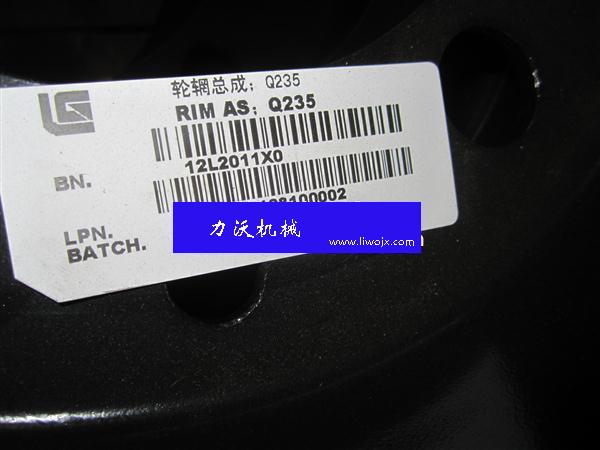 轮辋总成；Q235
RIM AS；Q235
LG
BN.
12L2011X0
LPN.
BATCH.
力沃机械
www.liwojx.com